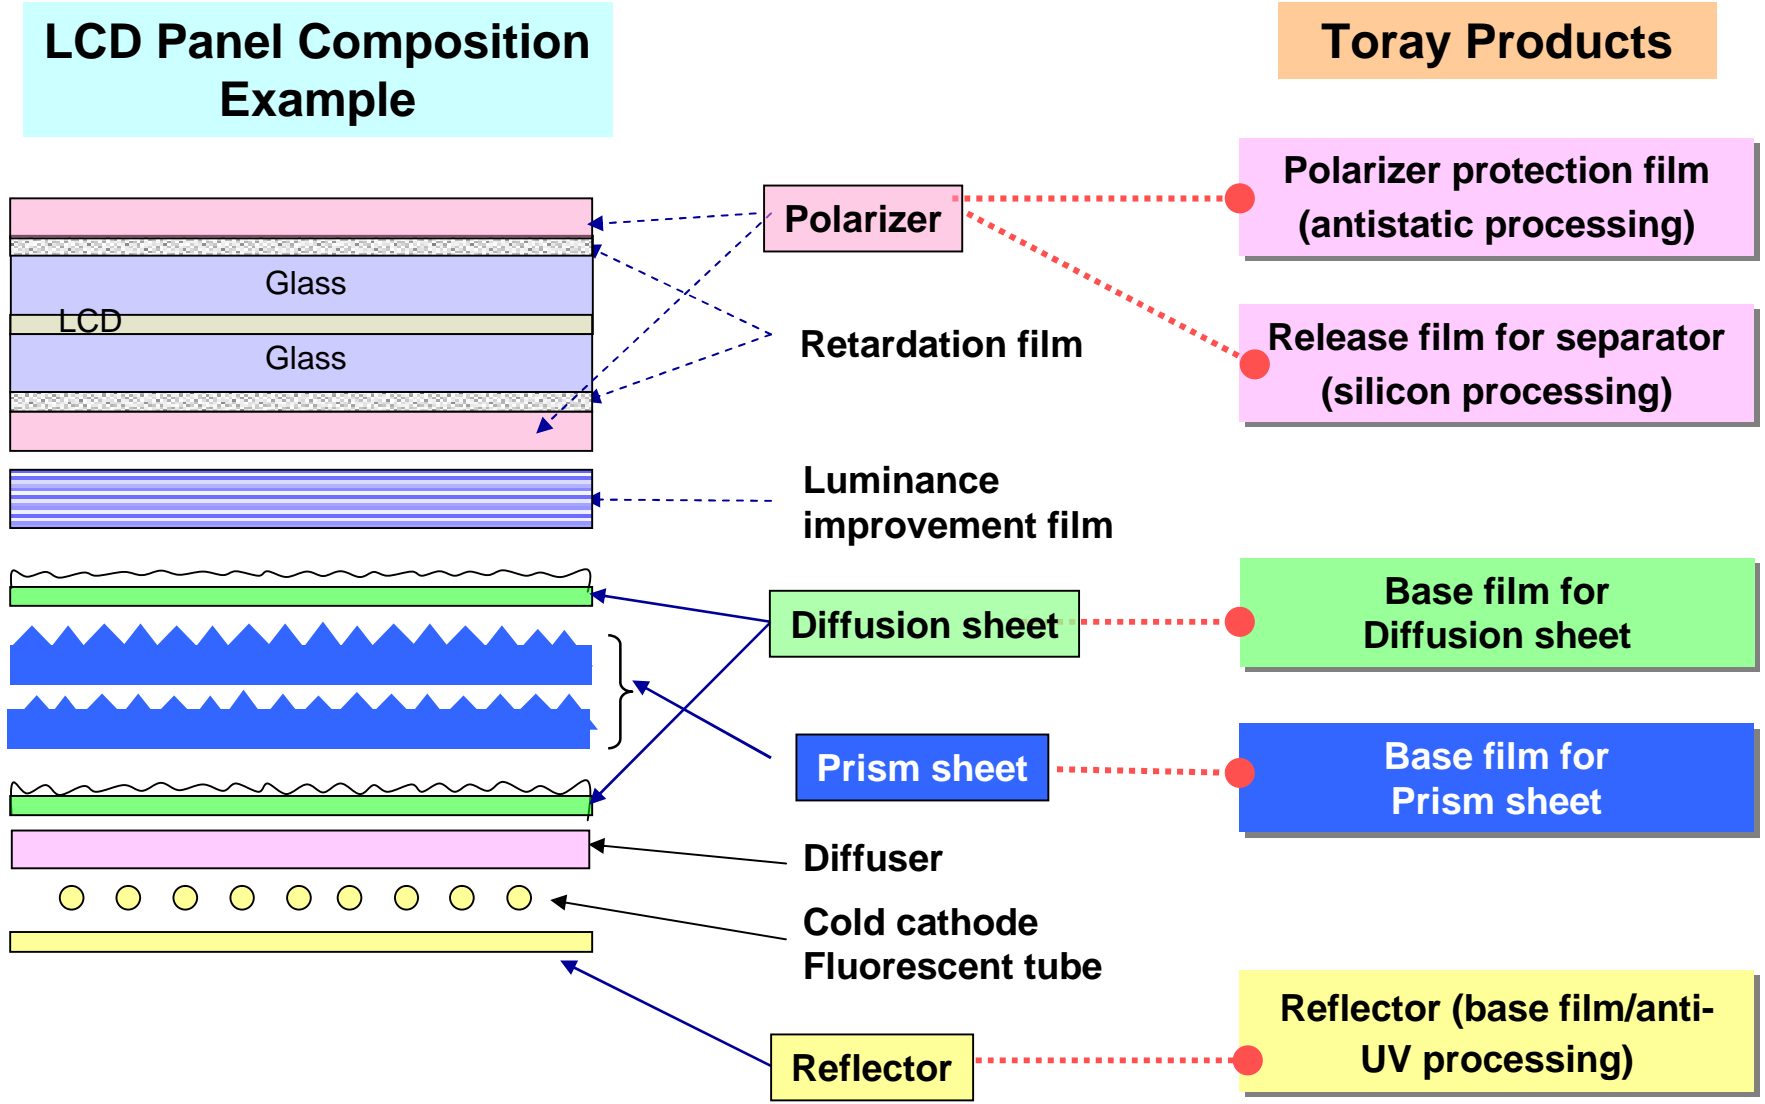 LCD Panel Composition
Example
Toray Products
Polarizer
Polarizer protection film
(antistatic processing)
Glass
LCD
Glass
Retardation film
Release film for separator
(silicon processing)
Luminance
improvement film
Diffusion sheet
Base film for
Diffusion sheet
Prism sheet
Base film for
Prism sheet
Diffuser
Cold cathode
Fluorescent tube
Reflector
Reflector (base film/anti-
UV processing)